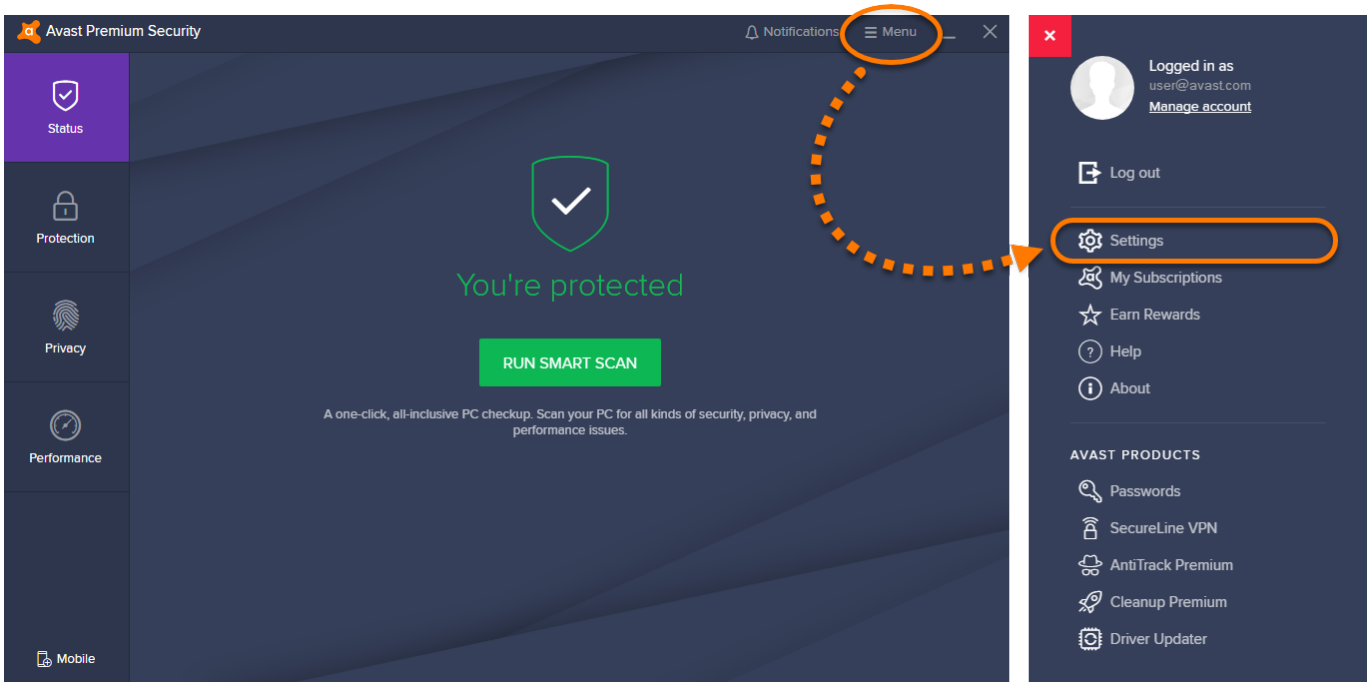 Avast Premium Security
Notifications
Menu
Status
Protection
Privacy
Performance
Mobile
You're protected
RUN SMART SCAN
A one-click, all-inclusive PC checkup. Scan your PC for all kinds of security, privacy, and
performance issues.
Logged in as
user@avast.com
Manage account
Log out
Settings
My Subscriptions
Earn Rewards
Help
About
AVAST PRODUCTS
Passwords
SecureLine VPN
AntiTrack Premium
Cleanup Premium
Driver Updater